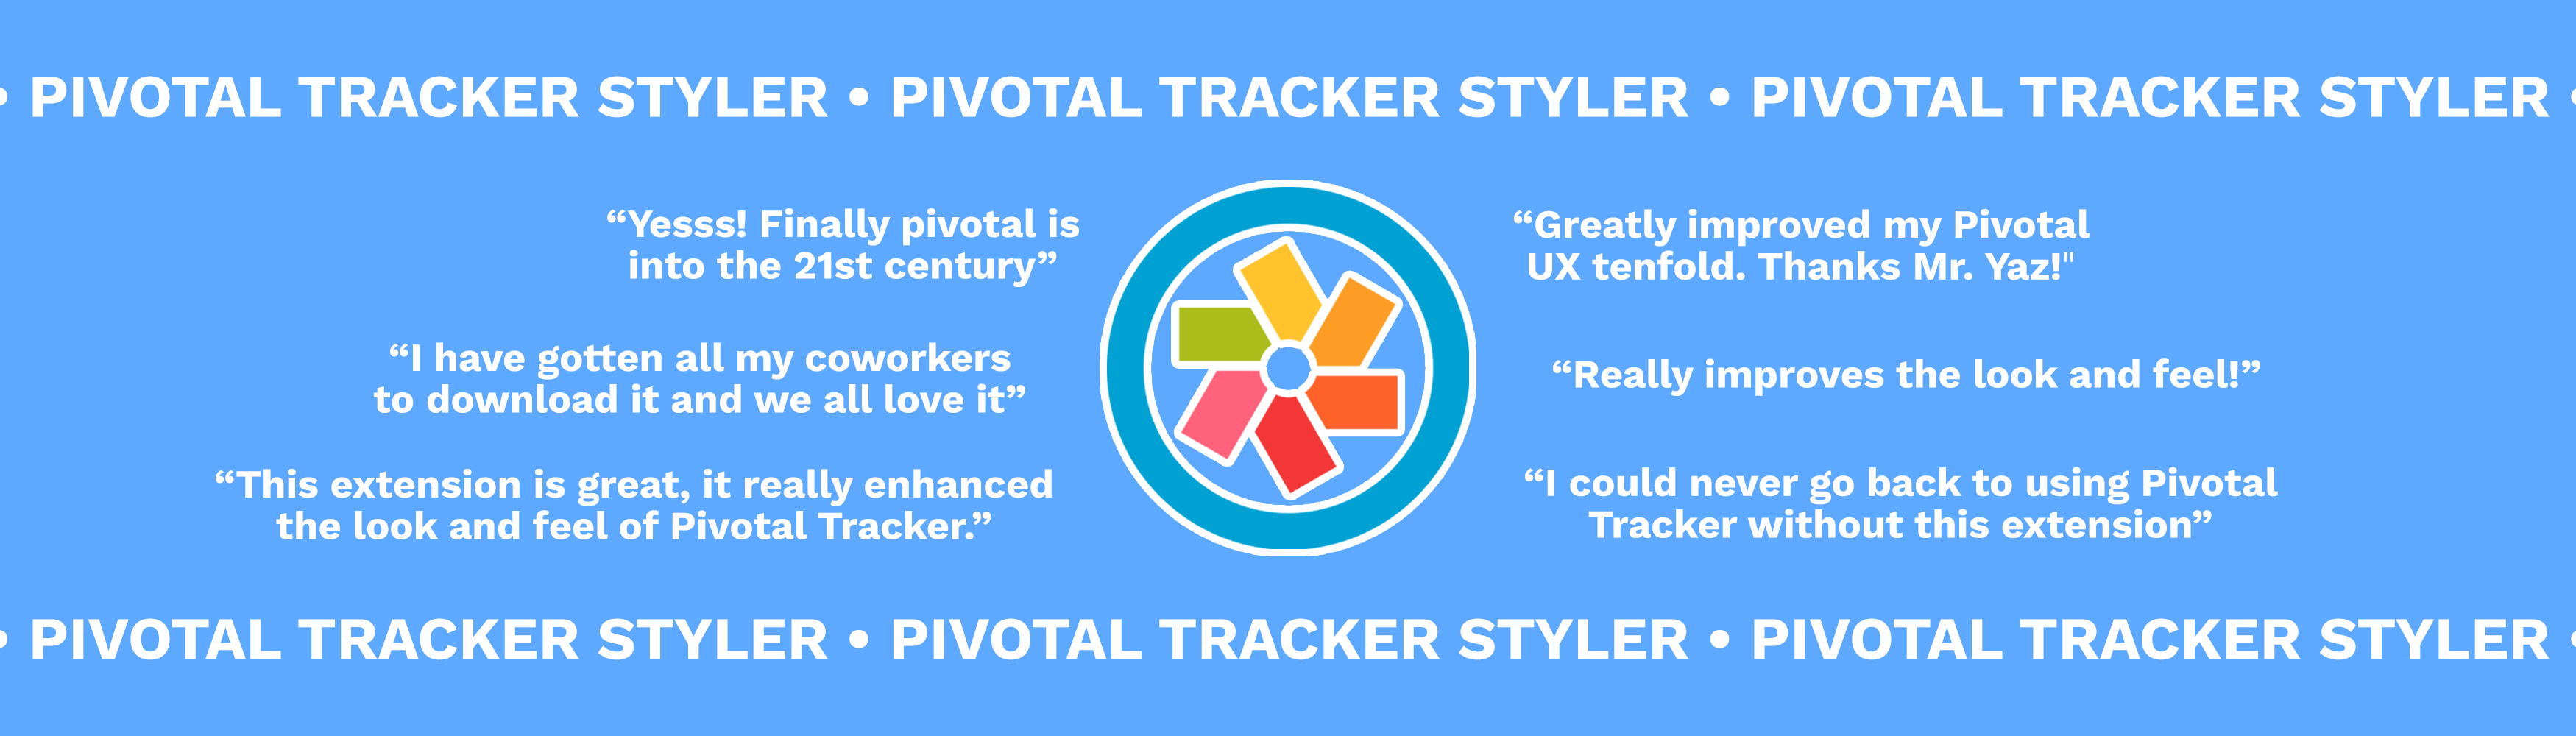 • PIVOTAL TRACKER STYLER • PIVOTAL TRACKER STYLER • PIVOTAL TRACKER STYLER •
“Yesss! Finally pivotal is
into the 21st century”
“I have gotten all my coworkers
to download it and we all love it”
“This extension is great, it really enhanced
the look and feel of Pivotal Tracker.”
“Greatly improved my Pivotal
UX tenfold. Thanks Mr. Yaz!"
“Really improves the look and feel!”
“I could never go back to using Pivotal
Tracker without this extension”
• PIVOTAL TRACKER STYLER • PIVOTAL TRACKER STYLER • PIVOTAL TRACKER STYLER •